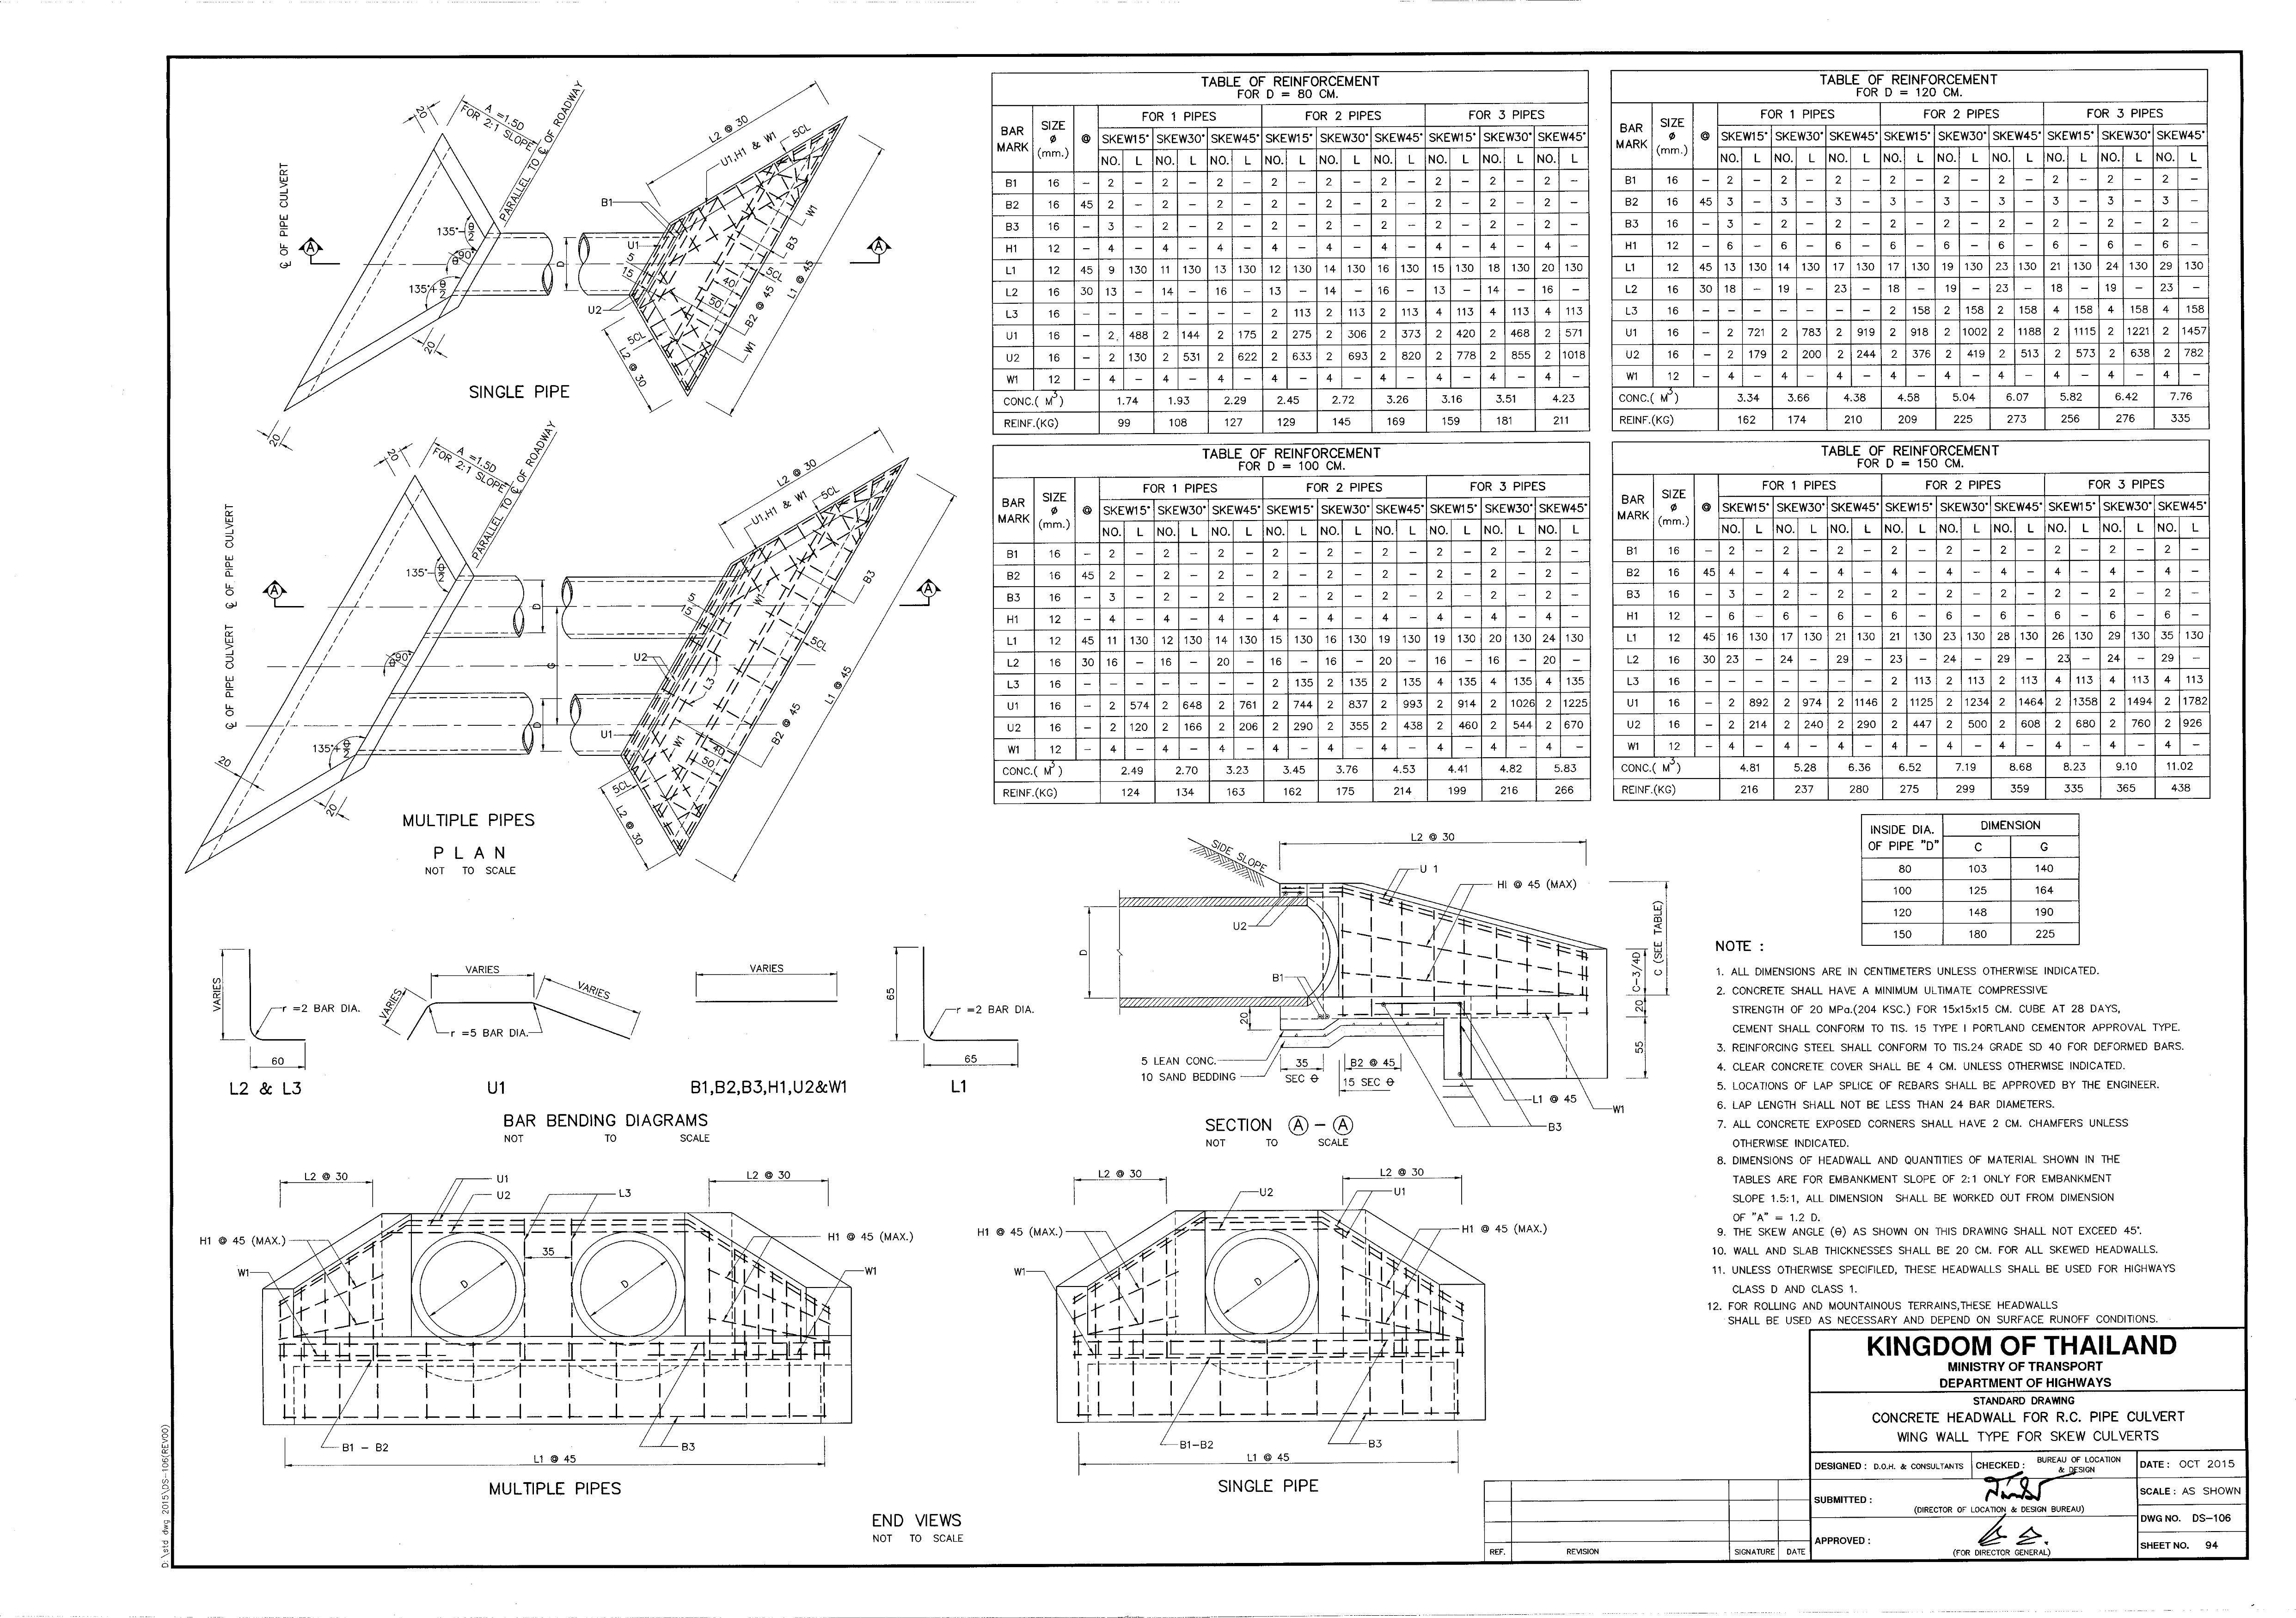 SINGLE PIPE
℄ OF PIPE CULVERT
A =1.5D
FOR 2:1 SLOPE
PARALLEL TO ℄ OF ROADWAY
20
135°-θ/2
90°
135°+θ/2
20
20
D
B1
U1
5
15
U2
5CL
L2 @ 30
U1,H1 & W1
5CL
L2 @ 30
W1
B3
5CL
40
50
B2 @ 45
L1 @ 45
W1
A
A
℄ OF PIPE CULVERT
℄ OF PIPE CULVERT
A =1.5D
FOR 2:1 SLOPE
PARALLEL TO ℄ OF ROADWAY
20
20
20
D
G
D
U2
U1
L3
W1
W1
5
15
5CL
L2 @ 30
U1,H1 & W1
5CL
L2 @ 30
B3
5CL
40
50
B2 @ 45
L1 @ 45
A
A
MULTIPLE PIPES
PLAN
NOT TO SCALE
TABLE OF REINFORCEMENT
FOR D = 80 CM.
BAR MARK SIZE ø (mm.) @ FOR 1 PIPES FOR 2 PIPES FOR 3 PIPES
SKEW15° SKEW30° SKEW45° SKEW15° SKEW30° SKEW45° SKEW15° SKEW30° SKEW45°
NO. L NO. L NO. L NO. L NO. L NO. L NO. L NO. L NO. L
B1 16 – 2 – 2 – 2 – 2 – 2 – 2 – 2 – 2 – 2 –
B2 16 45 2 – 2 – 2 – 2 – 2 – 2 – 2 – 2 – 2 –
B3 16 – 3 – 2 – 2 – 2 – 2 – 2 – 2 – 2 – 2 –
H1 12 – 4 – 4 – 4 – 4 – 4 – 4 – 4 – 4 – 4 –
L1 12 45 9 130 11 130 13 130 12 130 14 130 16 130 15 130 18 130 20 130
L2 16 30 13 – 14 – 16 – 13 – 14 – 16 – 13 – 14 – 16 –
L3 16 – – – – – – – 2 113 2 113 2 113 4 113 4 113 4 113
U1 16 – 2 488 2 144 2 175 2 275 2 306 2 373 2 420 2 468 2 571
U2 16 – 2 130 2 531 2 622 2 633 2 693 2 820 2 778 2 855 2 1018
W1 12 – 4 – 4 – 4 – 4 – 4 – 4 – 4 – 4 – 4 –
CONC.( M³) 1.74 1.93 2.29 2.45 2.72 3.26 3.16 3.51 4.23
REINF.(KG) 99 108 127 129 145 169 159 181 211
TABLE OF REINFORCEMENT
FOR D = 120 CM.
BAR MARK SIZE ø (mm.) @ FOR 1 PIPES FOR 2 PIPES FOR 3 PIPES
SKEW15° SKEW30° SKEW45° SKEW15° SKEW30° SKEW45° SKEW15° SKEW30° SKEW45°
NO. L NO. L NO. L NO. L NO. L NO. L NO. L NO. L NO. L
B1 16 – 2 – 2 – 2 – 2 – 2 – 2 – 2 – 2 – 2 –
B2 16 45 3 – 3 – 3 – 3 – 3 – 3 – 3 – 3 – 3 –
B3 16 – 3 – 2 – 2 – 2 – 2 – 2 – 2 – 2 – 2 –
H1 12 – 6 – 6 – 6 – 6 – 6 – 6 – 6 – 6 – 6 –
L1 12 45 13 130 14 130 17 130 17 130 19 130 23 130 21 130 24 130 29 130
L2 16 30 18 – 19 – 23 – 18 – 19 – 23 – 18 – 19 – 23 –
L3 16 – – – – – – – 2 158 2 158 2 158 4 158 4 158 4 158
U1 16 – 2 721 2 783 2 919 2 918 2 1002 2 1188 2 1115 2 1221 2 1457
U2 16 – 2 179 2 200 2 244 2 376 2 419 2 513 2 573 2 638 2 782
W1 12 – 4 – 4 – 4 – 4 – 4 – 4 – 4 – 4 – 4 –
CONC.( M³) 3.34 3.66 4.38 4.58 5.04 6.07 5.82 6.42 7.76
REINF.(KG) 162 174 210 209 225 273 256 276 335
TABLE OF REINFORCEMENT
FOR D = 100 CM.
BAR MARK SIZE ø (mm.) @ FOR 1 PIPES FOR 2 PIPES FOR 3 PIPES
SKEW15° SKEW30° SKEW45° SKEW15° SKEW30° SKEW45° SKEW15° SKEW30° SKEW45°
NO. L NO. L NO. L NO. L NO. L NO. L NO. L NO. L NO. L
B1 16 – 2 – 2 – 2 – 2 – 2 – 2 – 2 – 2 – 2 –
B2 16 45 2 – 2 – 2 – 2 – 2 – 2 – 2 – 2 – 2 –
B3 16 – 3 – 2 – 2 – 2 – 2 – 2 – 2 – 2 – 2 –
H1 12 – 4 – 4 – 4 – 4 – 4 – 4 – 4 – 4 – 4 –
L1 12 45 11 130 12 130 14 130 15 130 16 130 19 130 19 130 20 130 24 130
L2 16 30 16 – 16 – 20 – 16 – 16 – 20 – 16 – 16 – 20 –
L3 16 – – – – – – – 2 135 2 135 2 135 4 135 4 135 4 135
U1 16 – 2 574 2 648 2 761 2 744 2 837 2 993 2 914 2 1026 2 1225
U2 16 – 2 120 2 166 2 206 2 290 2 355 2 438 2 460 2 544 2 670
W1 12 – 4 – 4 – 4 – 4 – 4 – 4 – 4 – 4 – 4 –
CONC.( M³) 2.49 2.70 3.23 3.45 3.76 4.53 4.41 4.82 5.83
REINF.(KG) 124 134 163 162 175 214 199 216 266
TABLE OF REINFORCEMENT
FOR D = 150 CM.
BAR MARK SIZE ø (mm.) @ FOR 1 PIPES FOR 2 PIPES FOR 3 PIPES
SKEW15° SKEW30° SKEW45° SKEW15° SKEW30° SKEW45° SKEW15° SKEW30° SKEW45°
NO. L NO. L NO. L NO. L NO. L NO. L NO. L NO. L NO. L
B1 16 – 2 – 2 – 2 – 2 – 2 – 2 – 2 – 2 – 2 –
B2 16 45 4 – 4 – 4 – 4 – 4 – 4 – 4 – 4 – 4 –
B3 16 – 3 – 2 – 2 – 2 – 2 – 2 – 2 – 2 – 2 –
H1 12 – 6 – 6 – 6 – 6 – 6 – 6 – 6 – 6 – 6 –
L1 12 45 16 130 17 130 21 130 21 130 23 130 28 130 26 130 29 130 35 130
L2 16 30 23 – 24 – 29 – 23 – 24 – 29 – 23 – 24 – 29 –
L3 16 – – – – – – – 2 113 2 113 2 113 4 113 4 113 4 113
U1 16 – 2 892 2 974 2 1146 2 1125 2 1234 2 1464 2 1358 2 1494 2 1782
U2 16 – 2 214 2 240 2 290 2 447 2 500 2 608 2 680 2 760 2 926
W1 12 – 4 – 4 – 4 – 4 – 4 – 4 – 4 – 4 – 4 –
CONC.( M³) 4.81 5.28 6.36 6.52 7.19 8.68 8.23 9.10 11.02
REINF.(KG) 216 237 280 275 299 359 335 365 438
INSIDE DIA. OF PIPE "D" DIMENSION
C G
80 103 140
100 125 164
120 148 190
150 180 225
VARIES
r =2 BAR DIA.
60
L2 & L3
VARIES
VARIES
VARIES
r =5 BAR DIA.
U1
VARIES
B1,B2,B3,H1,U2&W1
65
r =2 BAR DIA.
65
L1
BAR BENDING DIAGRAMS
NOT TO SCALE
SIDE SLOPE
L2 @ 30
U 1
HI @ 45 (MAX)
U2
D
B1
20
C (SEE TABLE)
C-3/4D
20
55
5 LEAN CONC.
10 SAND BEDDING
35
SEC θ
B2 @ 45
15 SEC θ
L1 @ 45
W1
B3
SECTION A – A
NOT TO SCALE
L2 @ 30
U1
U2
L3
L2 @ 30
H1 @ 45 (MAX.)
H1 @ 45 (MAX.)
W1
W1
35
D
D
B1 – B2
B3
L1 @ 45
MULTIPLE PIPES
L2 @ 30
U2
U1
L2 @ 30
H1 @ 45 (MAX.)
H1 @ 45 (MAX.)
W1
D
B1–B2
B3
L1 @ 45
SINGLE PIPE
END VIEWS
NOT TO SCALE
NOTE :
1. ALL DIMENSIONS ARE IN CENTIMETERS UNLESS OTHERWISE INDICATED.
2. CONCRETE SHALL HAVE A MINIMUM ULTIMATE COMPRESSIVE
STRENGTH OF 20 MPa.(204 KSC.) FOR 15x15x15 CM. CUBE AT 28 DAYS,
CEMENT SHALL CONFORM TO TIS. 15 TYPE I PORTLAND CEMENTOR APPROVAL TYPE.
3. REINFORCING STEEL SHALL CONFORM TO TIS.24 GRADE SD 40 FOR DEFORMED BARS.
4. CLEAR CONCRETE COVER SHALL BE 4 CM. UNLESS OTHERWISE INDICATED.
5. LOCATIONS OF LAP SPLICE OF REBARS SHALL BE APPROVED BY THE ENGINEER.
6. LAP LENGTH SHALL NOT BE LESS THAN 24 BAR DIAMETERS.
7. ALL CONCRETE EXPOSED CORNERS SHALL HAVE 2 CM. CHAMFERS UNLESS
OTHERWISE INDICATED.
8. DIMENSIONS OF HEADWALL AND QUANTITIES OF MATERIAL SHOWN IN THE
TABLES ARE FOR EMBANKMENT SLOPE OF 2:1 ONLY FOR EMBANKMENT
SLOPE 1.5:1, ALL DIMENSION SHALL BE WORKED OUT FROM DIMENSION
OF "A" = 1.2 D.
9. THE SKEW ANGLE (θ) AS SHOWN ON THIS DRAWING SHALL NOT EXCEED 45°.
10. WALL AND SLAB THICKNESSES SHALL BE 20 CM. FOR ALL SKEWED HEADWALLS.
11. UNLESS OTHERWISE SPECIFILED, THESE HEADWALLS SHALL BE USED FOR HIGHWAYS
CLASS D AND CLASS 1.
12. FOR ROLLING AND MOUNTAINOUS TERRAINS,THESE HEADWALLS
SHALL BE USED AS NECESSARY AND DEPEND ON SURFACE RUNOFF CONDITIONS.
KINGDOM OF THAILAND
MINISTRY OF TRANSPORT
DEPARTMENT OF HIGHWAYS
STANDARD DRAWING
CONCRETE HEADWALL FOR R.C. PIPE CULVERT
WING WALL TYPE FOR SKEW CULVERTS
DESIGNED : D.O.H. & CONSULTANTS
CHECKED : BUREAU OF LOCATION & DESIGN
DATE : OCT 2015
SUBMITTED :
(DIRECTOR OF LOCATION & DESIGN BUREAU)
SCALE : AS SHOWN
DWG NO. DS–106
APPROVED :
(FOR DIRECTOR GENERAL)
SHEET NO. 94
REF. REVISION SIGNATURE DATE
D:\std dwg 2015\DS-106(REV00)